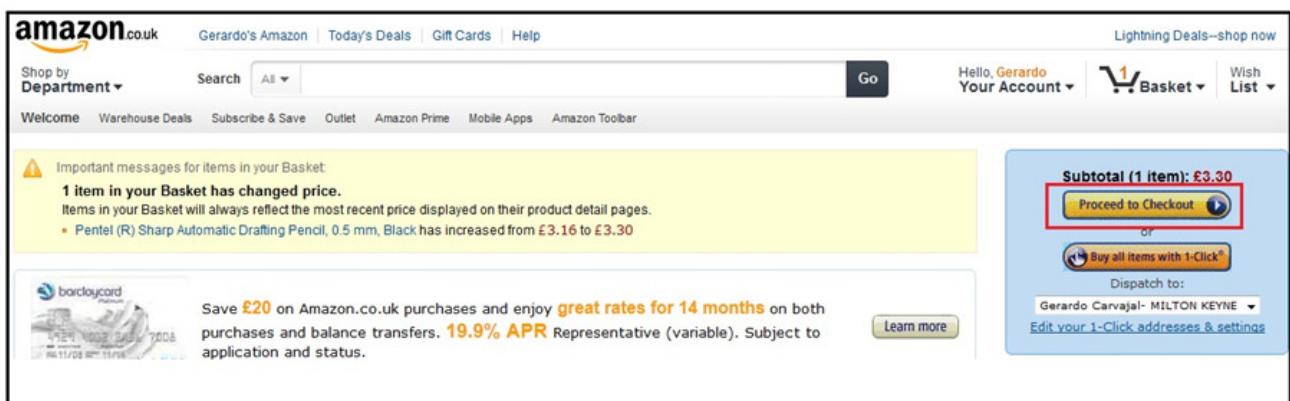 amazon.co.uk
Gerardo's Amazon Today's Deals Gift Cards Help
Lightning Deals--shop now
Shop by
Department
Search All
Go
Hello, Gerardo
Your Account
1
Basket
Wish
List
Welcome Warehouse Deals Subscribe & Save Outlet Amazon Prime Mobile Apps Amazon Toolbar
Important messages for items in your Basket:
1 item in your Basket has changed price.
Items in your Basket will always reflect the most recent price displayed on their product detail pages.
Pentel (R) Sharp Automatic Drafting Pencil, 0.5 mm, Black has increased from £3.16 to £3.30
Subtotal (1 item): £3.30
Proceed to Checkout
or
Buy all items with 1-Click®
Dispatch to:
Gerardo Carvajal- MILTON KEYNE
Edit your 1-Click addresses & settings
barclaycard
Save £20 on Amazon.co.uk purchases and enjoy great rates for 14 months on both
purchases and balance transfers. 19.9% APR Representative (variable). Subject to
application and status.
Learn more